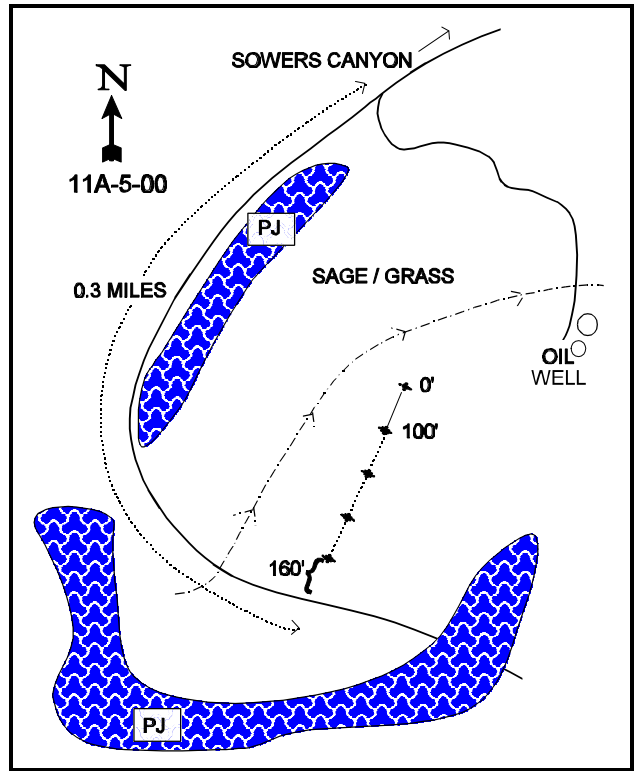 SOWERS CANYON
N
11A-5-00
PJ
SAGE / GRASS
0.3 MILES
OIL
WELL
0'
100'
160'
PJ